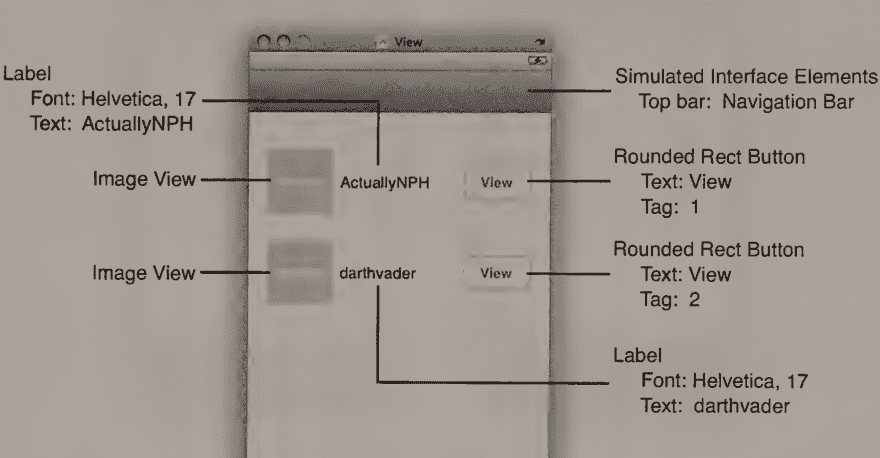 View
Label
Font: Helvetica, 17
Text: ActuallyNPH
Simulated Interface Elements
Top bar: Navigation Bar
Image View
ActuallyNPH
View
Rounded Rect Button
Text: View
Tag: 1
Image View
darthvader
View
Rounded Rect Button
Text: View
Tag: 2
Label
Font: Helvetica, 17
Text: darthvader